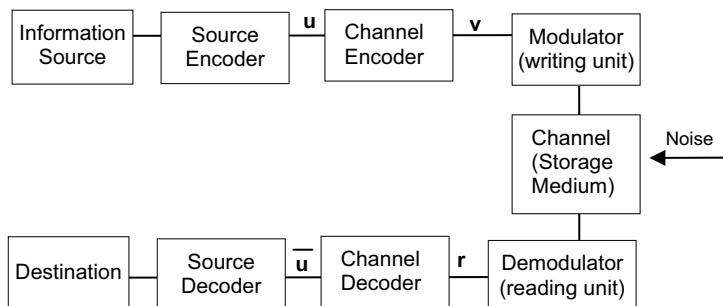 Information
Source
Source
Encoder
u
Channel
Encoder
v
Modulator
(writing unit)
Channel
(Storage
Medium)
Noise
Destination
Source
Decoder
u̅
Channel
Decoder
r
Demodulator
(reading unit)